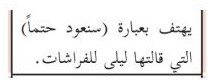 يهتف بعبارة (سنعود حتماً)
التي قالتها ليلى للفراشات.